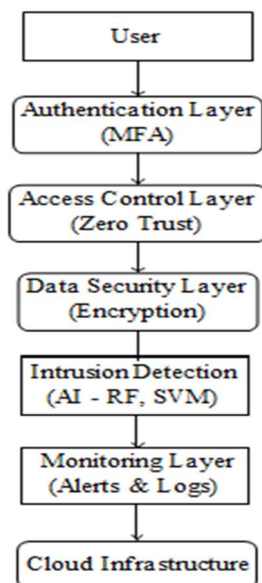 User
Authentication Layer
(MFA)
Access Control Layer
(Zero Trust)
Data Security Layer
(Encryption)
Intrusion Detection
(AI - RF, SVM)
Monitoring Layer
(Alerts & Logs)
Cloud Infrastructure